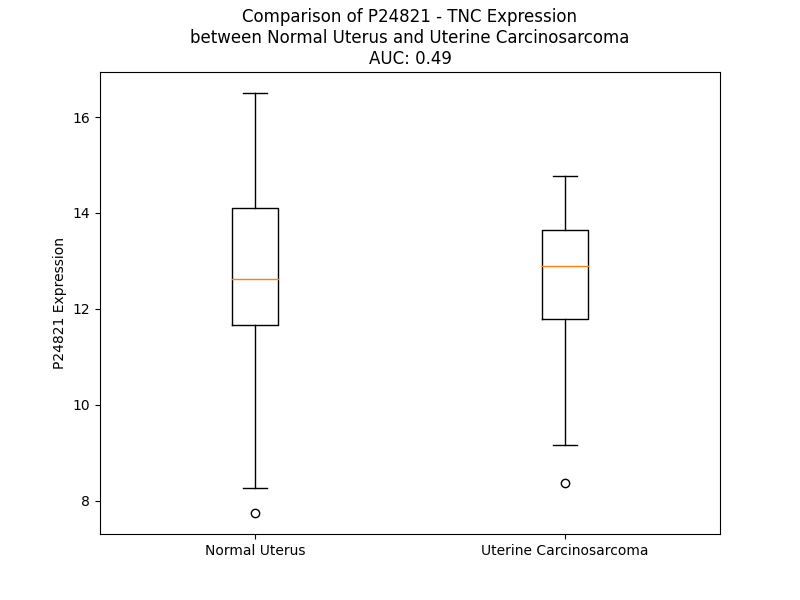 Comparison of P24821 - TNC Expression
between Normal Uterus and Uterine Carcinosarcoma
AUC: 0.49
16
14
12
10
8
P24821 Expression
Normal Uterus
Uterine Carcinosarcoma